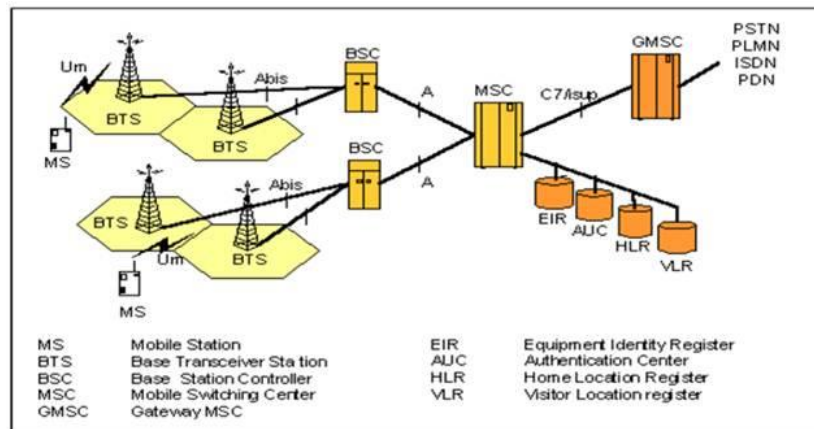 PSTN
PLMN
ISDN
PDN
GMSC
BSC
MSC
Um
Abis
A
C7/isup
BTS
BTS
MS
BSC
A
Abis
EIR
AUC
HLR
VLR
BTS
Um
BTS
MS
MS Mobile Station
BTS Base Transceiver Station
BSC Base Station Controller
MSC Mobile Switching Center
GMSC Gateway MSC
EIR Equipment Identity Register
AUC Authentication Center
HLR Home Location Register
VLR Visitor Location register